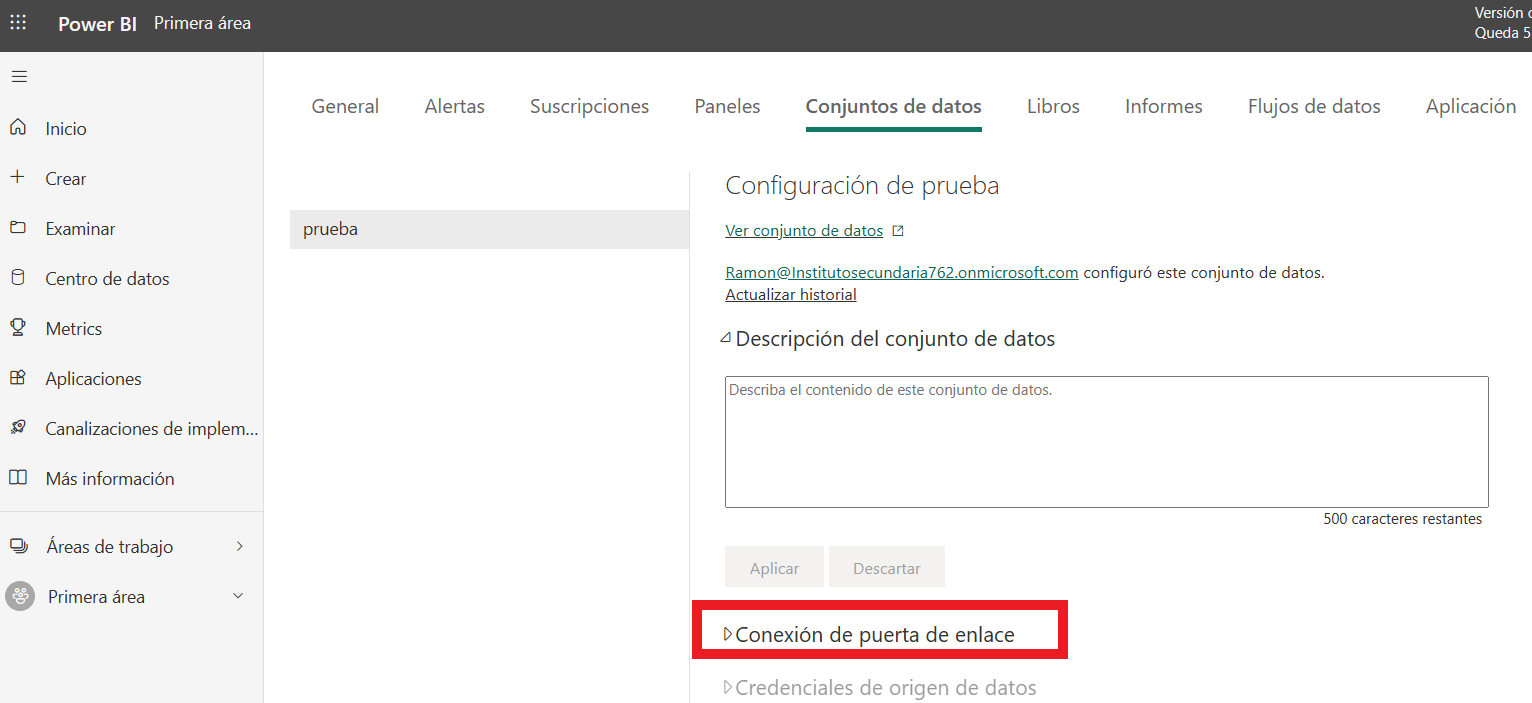 Power BI Primera área
Versión
Queda 5
General Alertas Suscripciones Paneles Conjuntos de datos Libros Informes Flujos de datos Aplicación
Inicio
Crear
Examinar
Centro de datos
Metrics
Aplicaciones
Canalizaciones de implem...
Más información
Áreas de trabajo
Primera área
prueba
Configuración de prueba
Ver conjunto de datos
Ramon@Institutosecundaria762.onmicrosoft.com configuró este conjunto de datos.
Actualizar historial
Descripción del conjunto de datos
Describa el contenido de este conjunto de datos.
500 caracteres restantes
Aplicar Descartar
Conexión de puerta de enlace
Credenciales de origen de datos